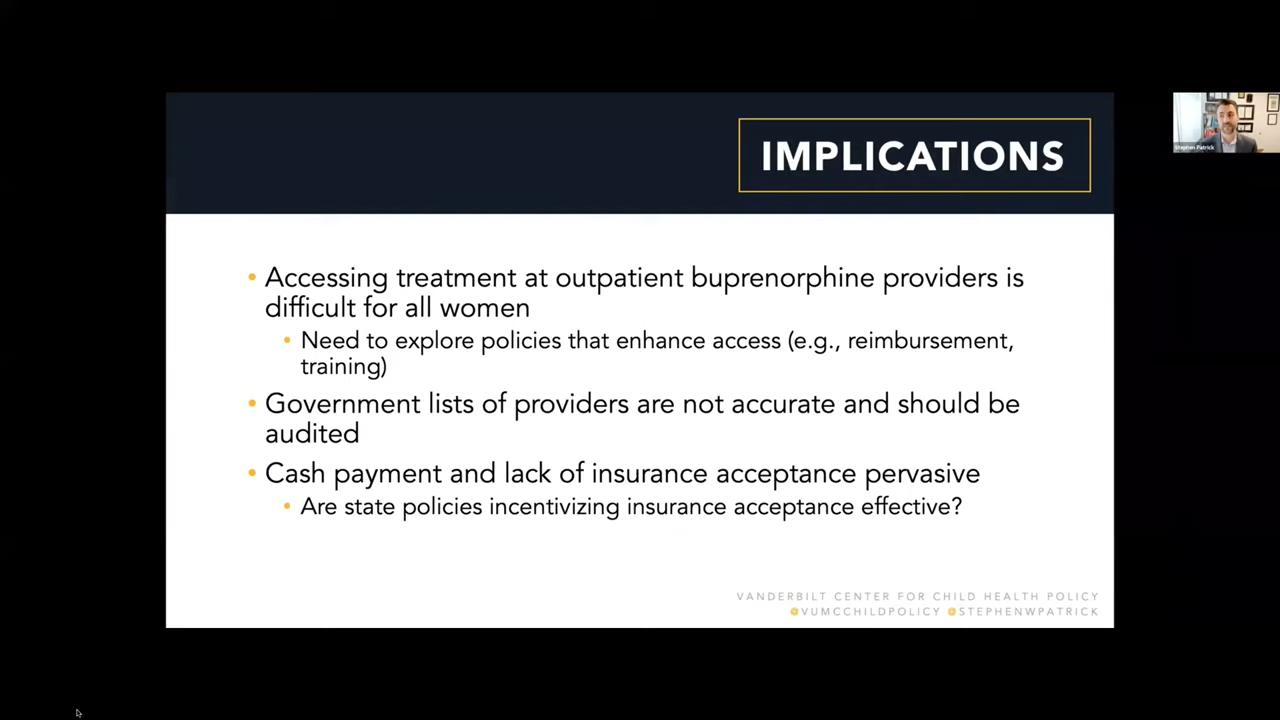 IMPLICATIONS
Stephen Patrick
• Accessing treatment at outpatient buprenorphine providers is
difficult for all women
• Need to explore policies that enhance access (e.g., reimbursement,
training)
• Government lists of providers are not accurate and should be
audited
• Cash payment and lack of insurance acceptance pervasive
• Are state policies incentivizing insurance acceptance effective?
VANDERBILT CENTER FOR CHILD HEALTH POLICY
@VUMCCHILDPOLICY @STEPHENWPATRICK